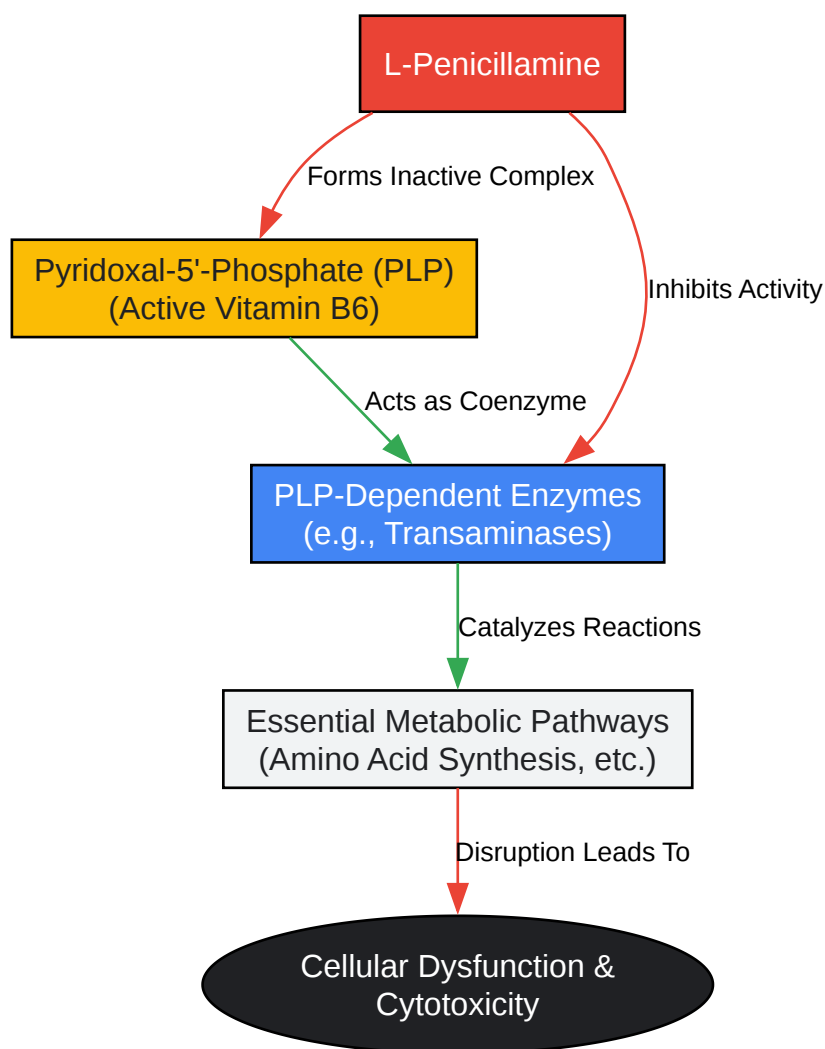 L-Penicillamine
Forms Inactive Complex
Pyridoxal-5'-Phosphate (PLP)
(Active Vitamin B6)
Inhibits Activity
Acts as Coenzyme
PLP-Dependent Enzymes
(e.g., Transaminases)
Catalyzes Reactions
Essential Metabolic Pathways
(Amino Acid Synthesis, etc.)
Disruption Leads To
Cellular Dysfunction &
Cytotoxicity